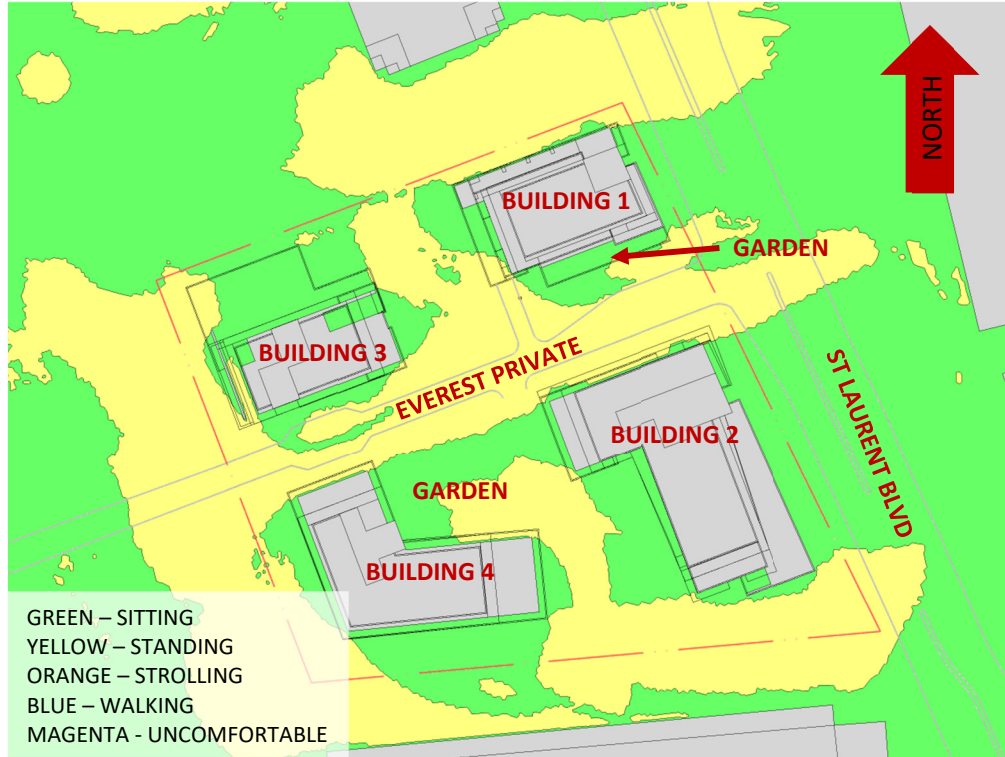 NORTH
BUILDING 1
GARDEN
BUILDING 3
EVEREST PRIVATE
ST LAURENT BLVD
BUILDING 2
GARDEN
BUILDING 4
GREEN – SITTING
YELLOW – STANDING
ORANGE – STROLLING
BLUE – WALKING
MAGENTA - UNCOMFORTABLE